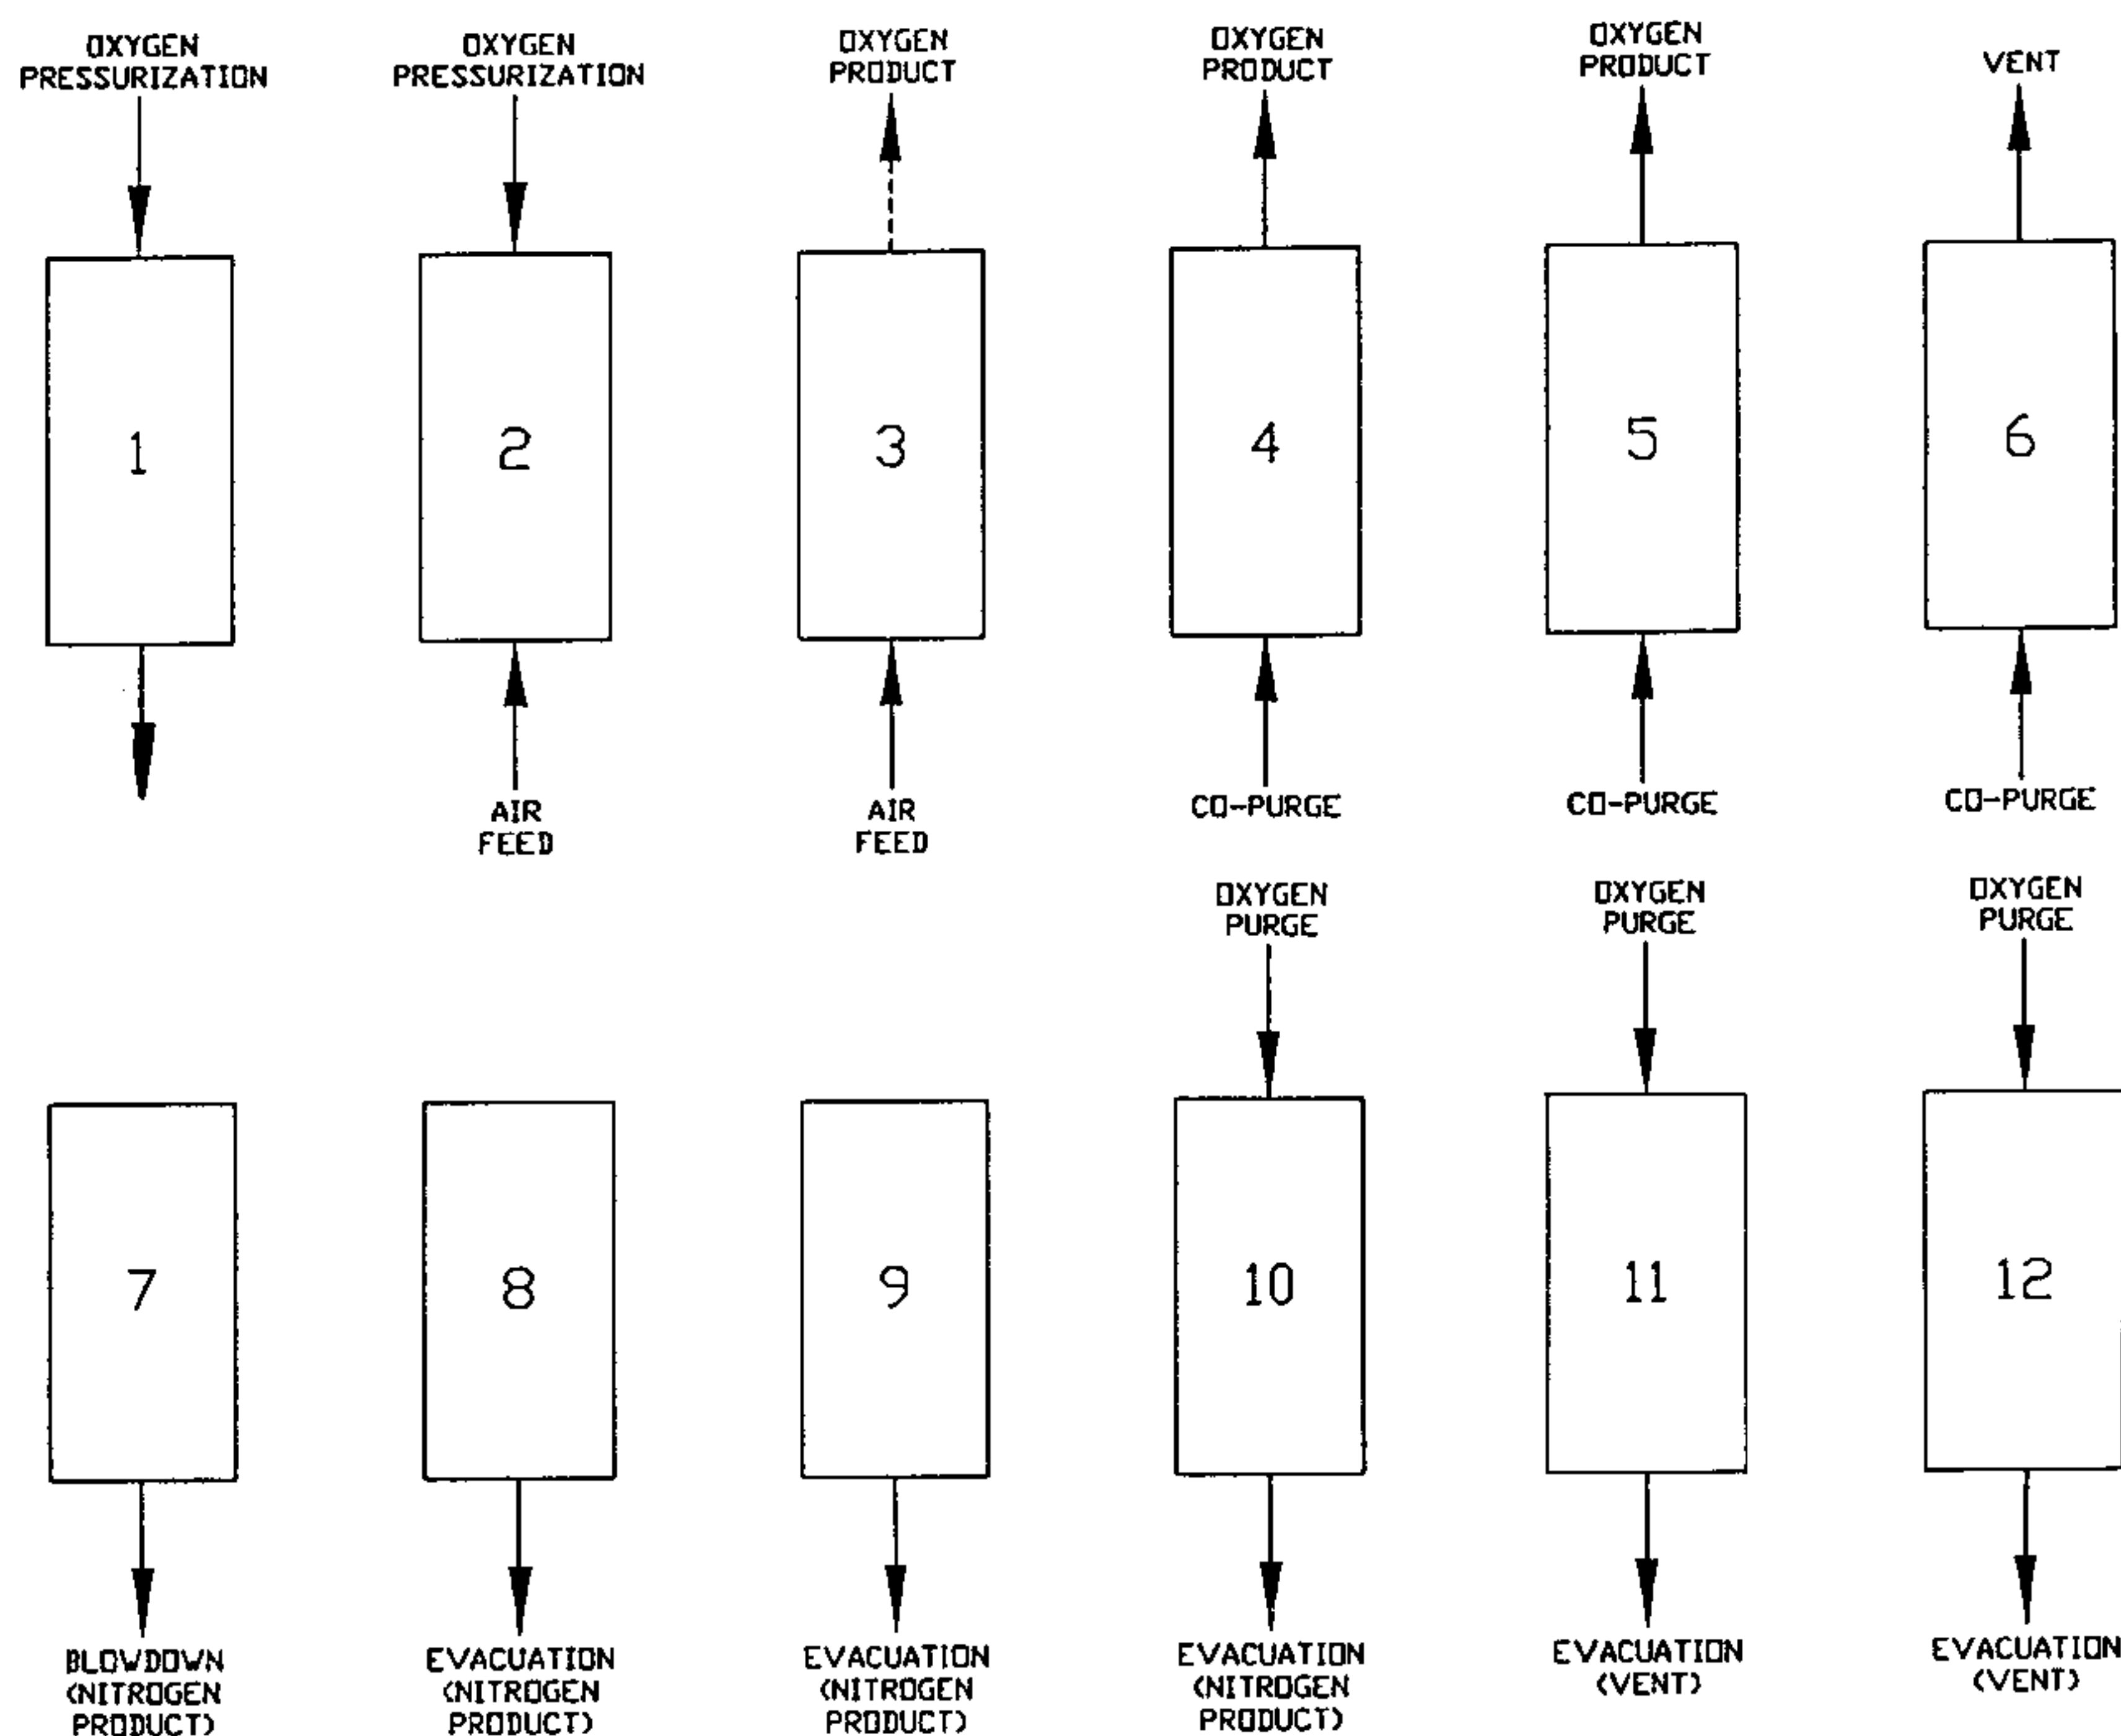 OXYGEN
PRESSURIZATION
OXYGEN
PRESSURIZATION
OXYGEN
PRODUCT
OXYGEN
PRODUCT
OXYGEN
PRODUCT
VENT
1
2
3
4
5
6
AIR
FEED
AIR
FEED
CO-PURGE
CO-PURGE
CO-PURGE
OXYGEN
PURGE
OXYGEN
PURGE
OXYGEN
PURGE
7
8
9
10
11
12
BLOWDOWN
(NITROGEN
PRODUCT)
EVACUATION
(NITROGEN
PRODUCT)
EVACUATION
(NITROGEN
PRODUCT)
EVACUATION
(NITROGEN
PRODUCT)
EVACUATION
(VENT)
EVACUATION
(VENT)